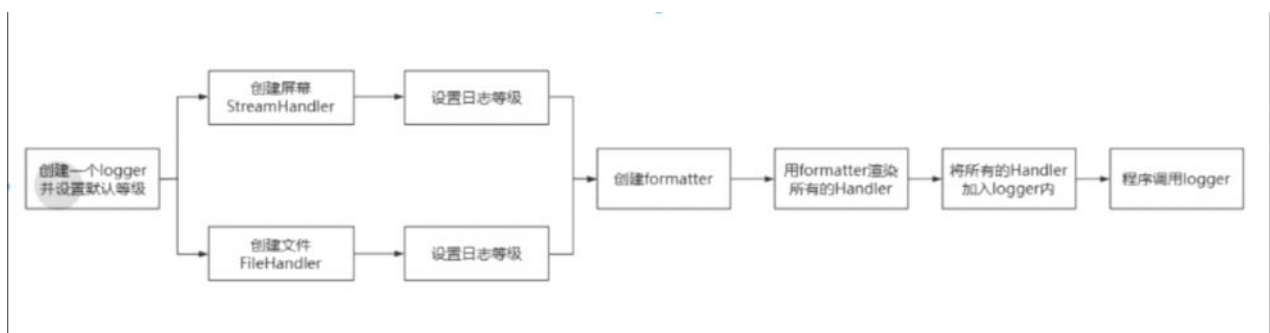 创建一个logger
并设置默认等级
创建屏幕
StreamHandler
设置日志等级
创建文件
FileHandler
设置日志等级
创建formatter
用formatter渲染
所有的Handler
将所有的Handler
加入logger内
程序调用logger